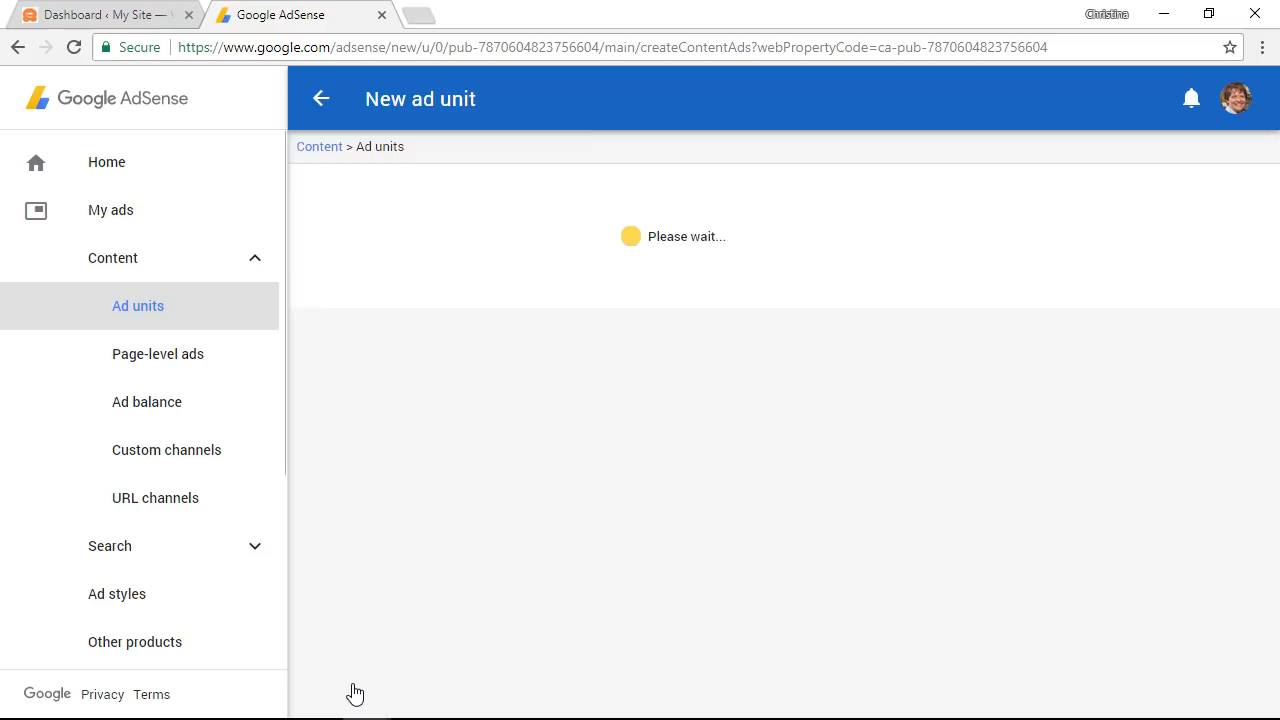 Dashboard ‹ My Site —
Google AdSense
Christina
Secure
https://www.google.com/adsense/new/u/0/pub-7870604823756604/main/createContentAds?webPropertyCode=ca-pub-7870604823756604
Google AdSense
New ad unit
Content > Ad units
Home
My ads
Please wait...
Content
Ad units
Page-level ads
Ad balance
Custom channels
URL channels
Search
Ad styles
Other products
Google Privacy Terms